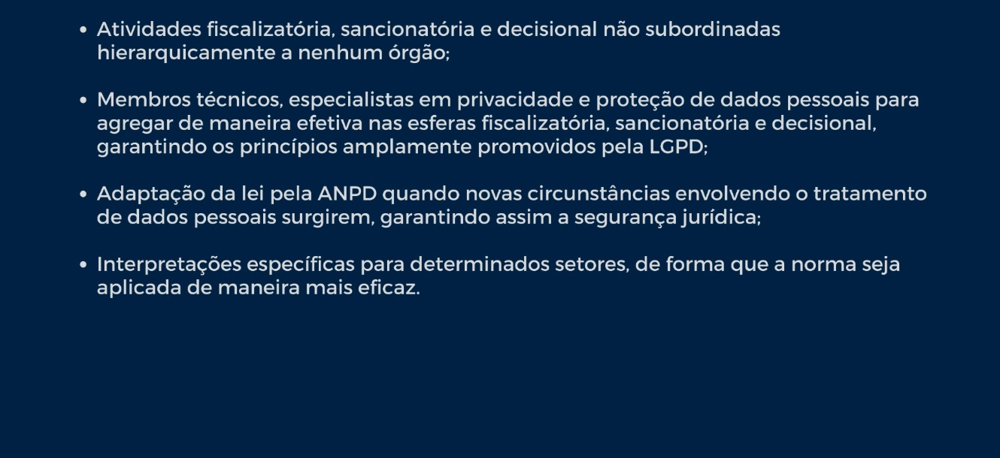 • Atividades fiscalizatória, sancionatória e decisional não subordinadas
hierarquicamente a nenhum órgão;
• Membros técnicos, especialistas em privacidade e proteção de dados pessoais para
agregar de maneira efetiva nas esferas fiscalizatória, sancionatória e decisional,
garantindo os princípios amplamente promovidos pela LGPD;
• Adaptação da lei pela ANPD quando novas circunstâncias envolvendo o tratamento
de dados pessoais surgirem, garantindo assim a segurança jurídica;
• Interpretações específicas para determinados setores, de forma que a norma seja
aplicada de maneira mais eficaz.